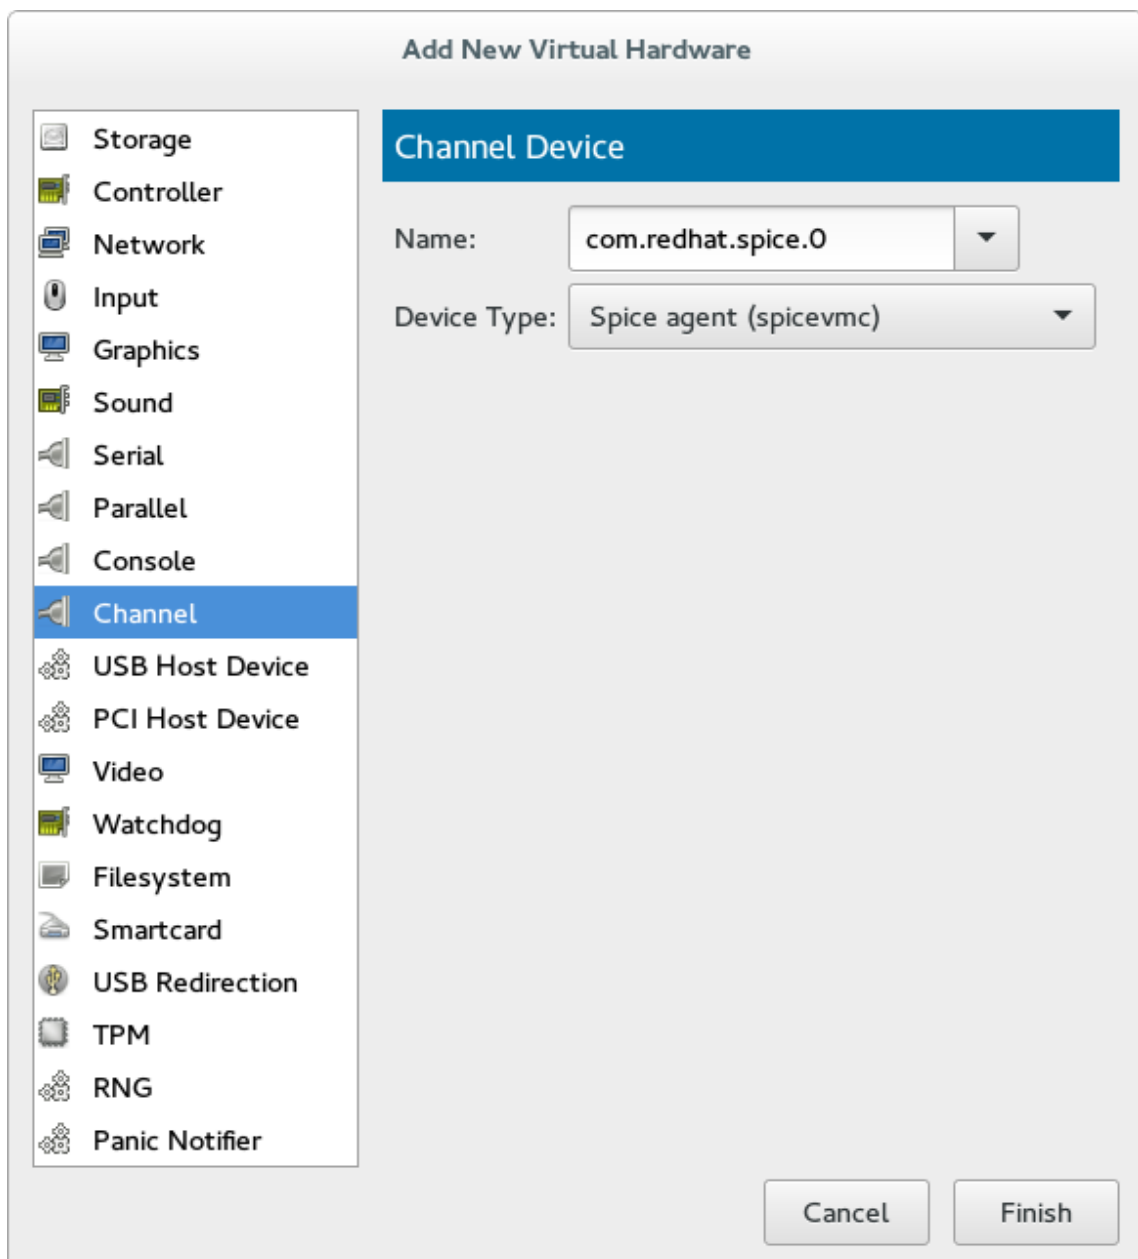 Add New Virtual Hardware
Storage
Controller
Network
Input
Graphics
Sound
Serial
Parallel
Console
Channel
USB Host Device
PCI Host Device
Video
Watchdog
Filesystem
Smartcard
USB Redirection
TPM
RNG
Panic Notifier
Channel Device
Name: com.redhat.spice.0
Device Type: Spice agent (spicevmc)
Cancel Finish